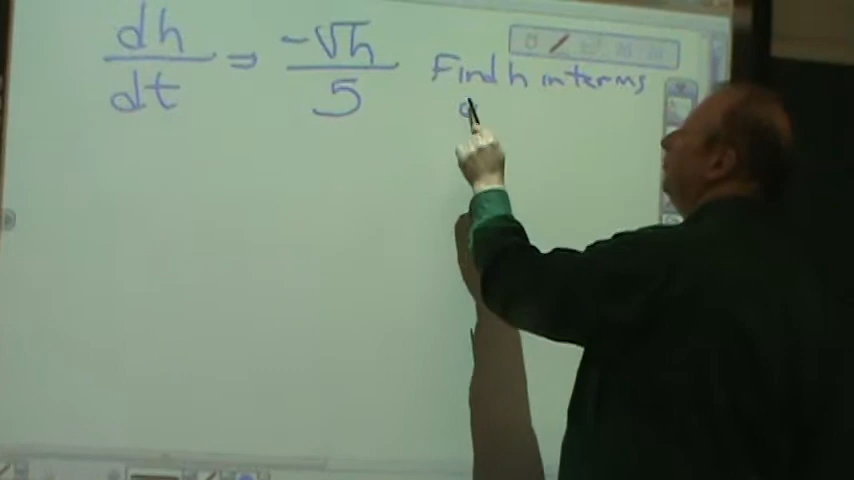 dh/dt = -√h/5 Find h in terms
o